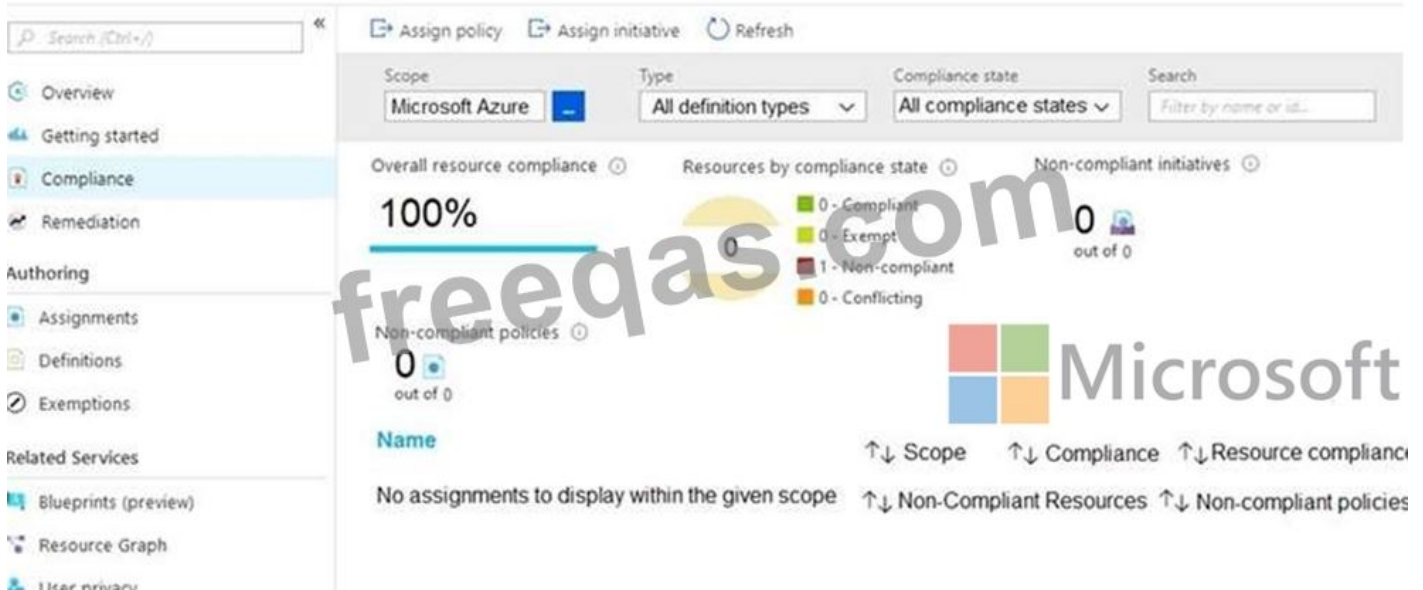 Search (Ctrl+/)
«
Assign policy Assign initiative Refresh
Overview
Getting started
Compliance
Remediation
Authoring
Assignments
Definitions
Exemptions
Related Services
Blueprints (preview)
Resource Graph
User privacy
Scope Type Compliance state Search
Microsoft Azure ... All definition types All compliance states Filter by name or id...
Overall resource compliance Resources by compliance state Non-compliant initiatives
100%
0
0 - Compliant
0 - Exempt
1 - Non-compliant
0 - Conflicting
0
out of 0
Non-compliant policies
0
out of 0
freeqas.com
Microsoft
Name ↑↓ Scope ↑↓ Compliance ↑↓ Resource compliance
No assignments to display within the given scope ↑↓ Non-Compliant Resources ↑↓ Non-compliant policies